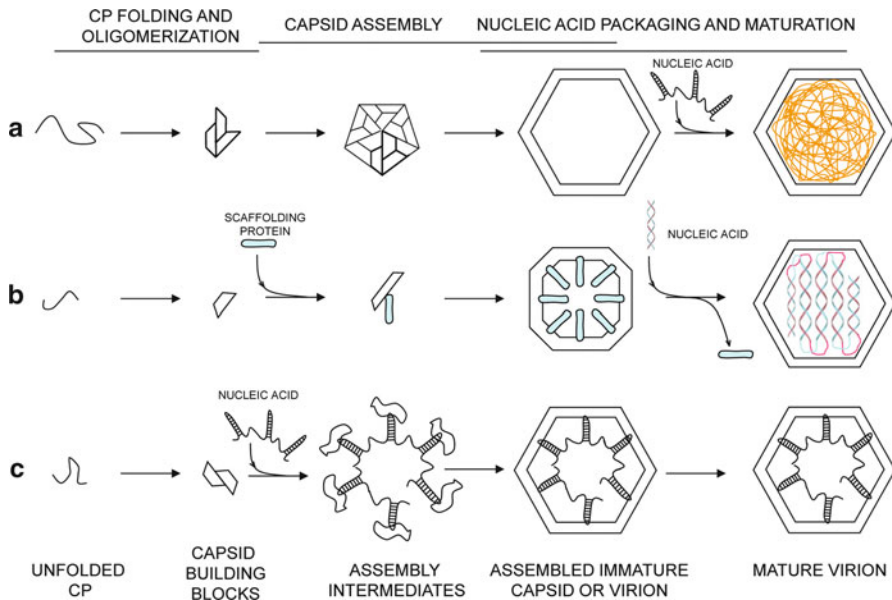 CP FOLDING AND
OLIGOMERIZATION
CAPSID ASSEMBLY
NUCLEIC ACID PACKAGING AND MATURATION
NUCLEIC ACID
a
SCAFFOLDING
PROTEIN
NUCLEIC ACID
b
NUCLEIC ACID
c
UNFOLDED
CP
CAPSID
BUILDING
BLOCKS
ASSEMBLY
INTERMEDIATES
ASSEMBLED IMMATURE
CAPSID OR VIRION
MATURE VIRION